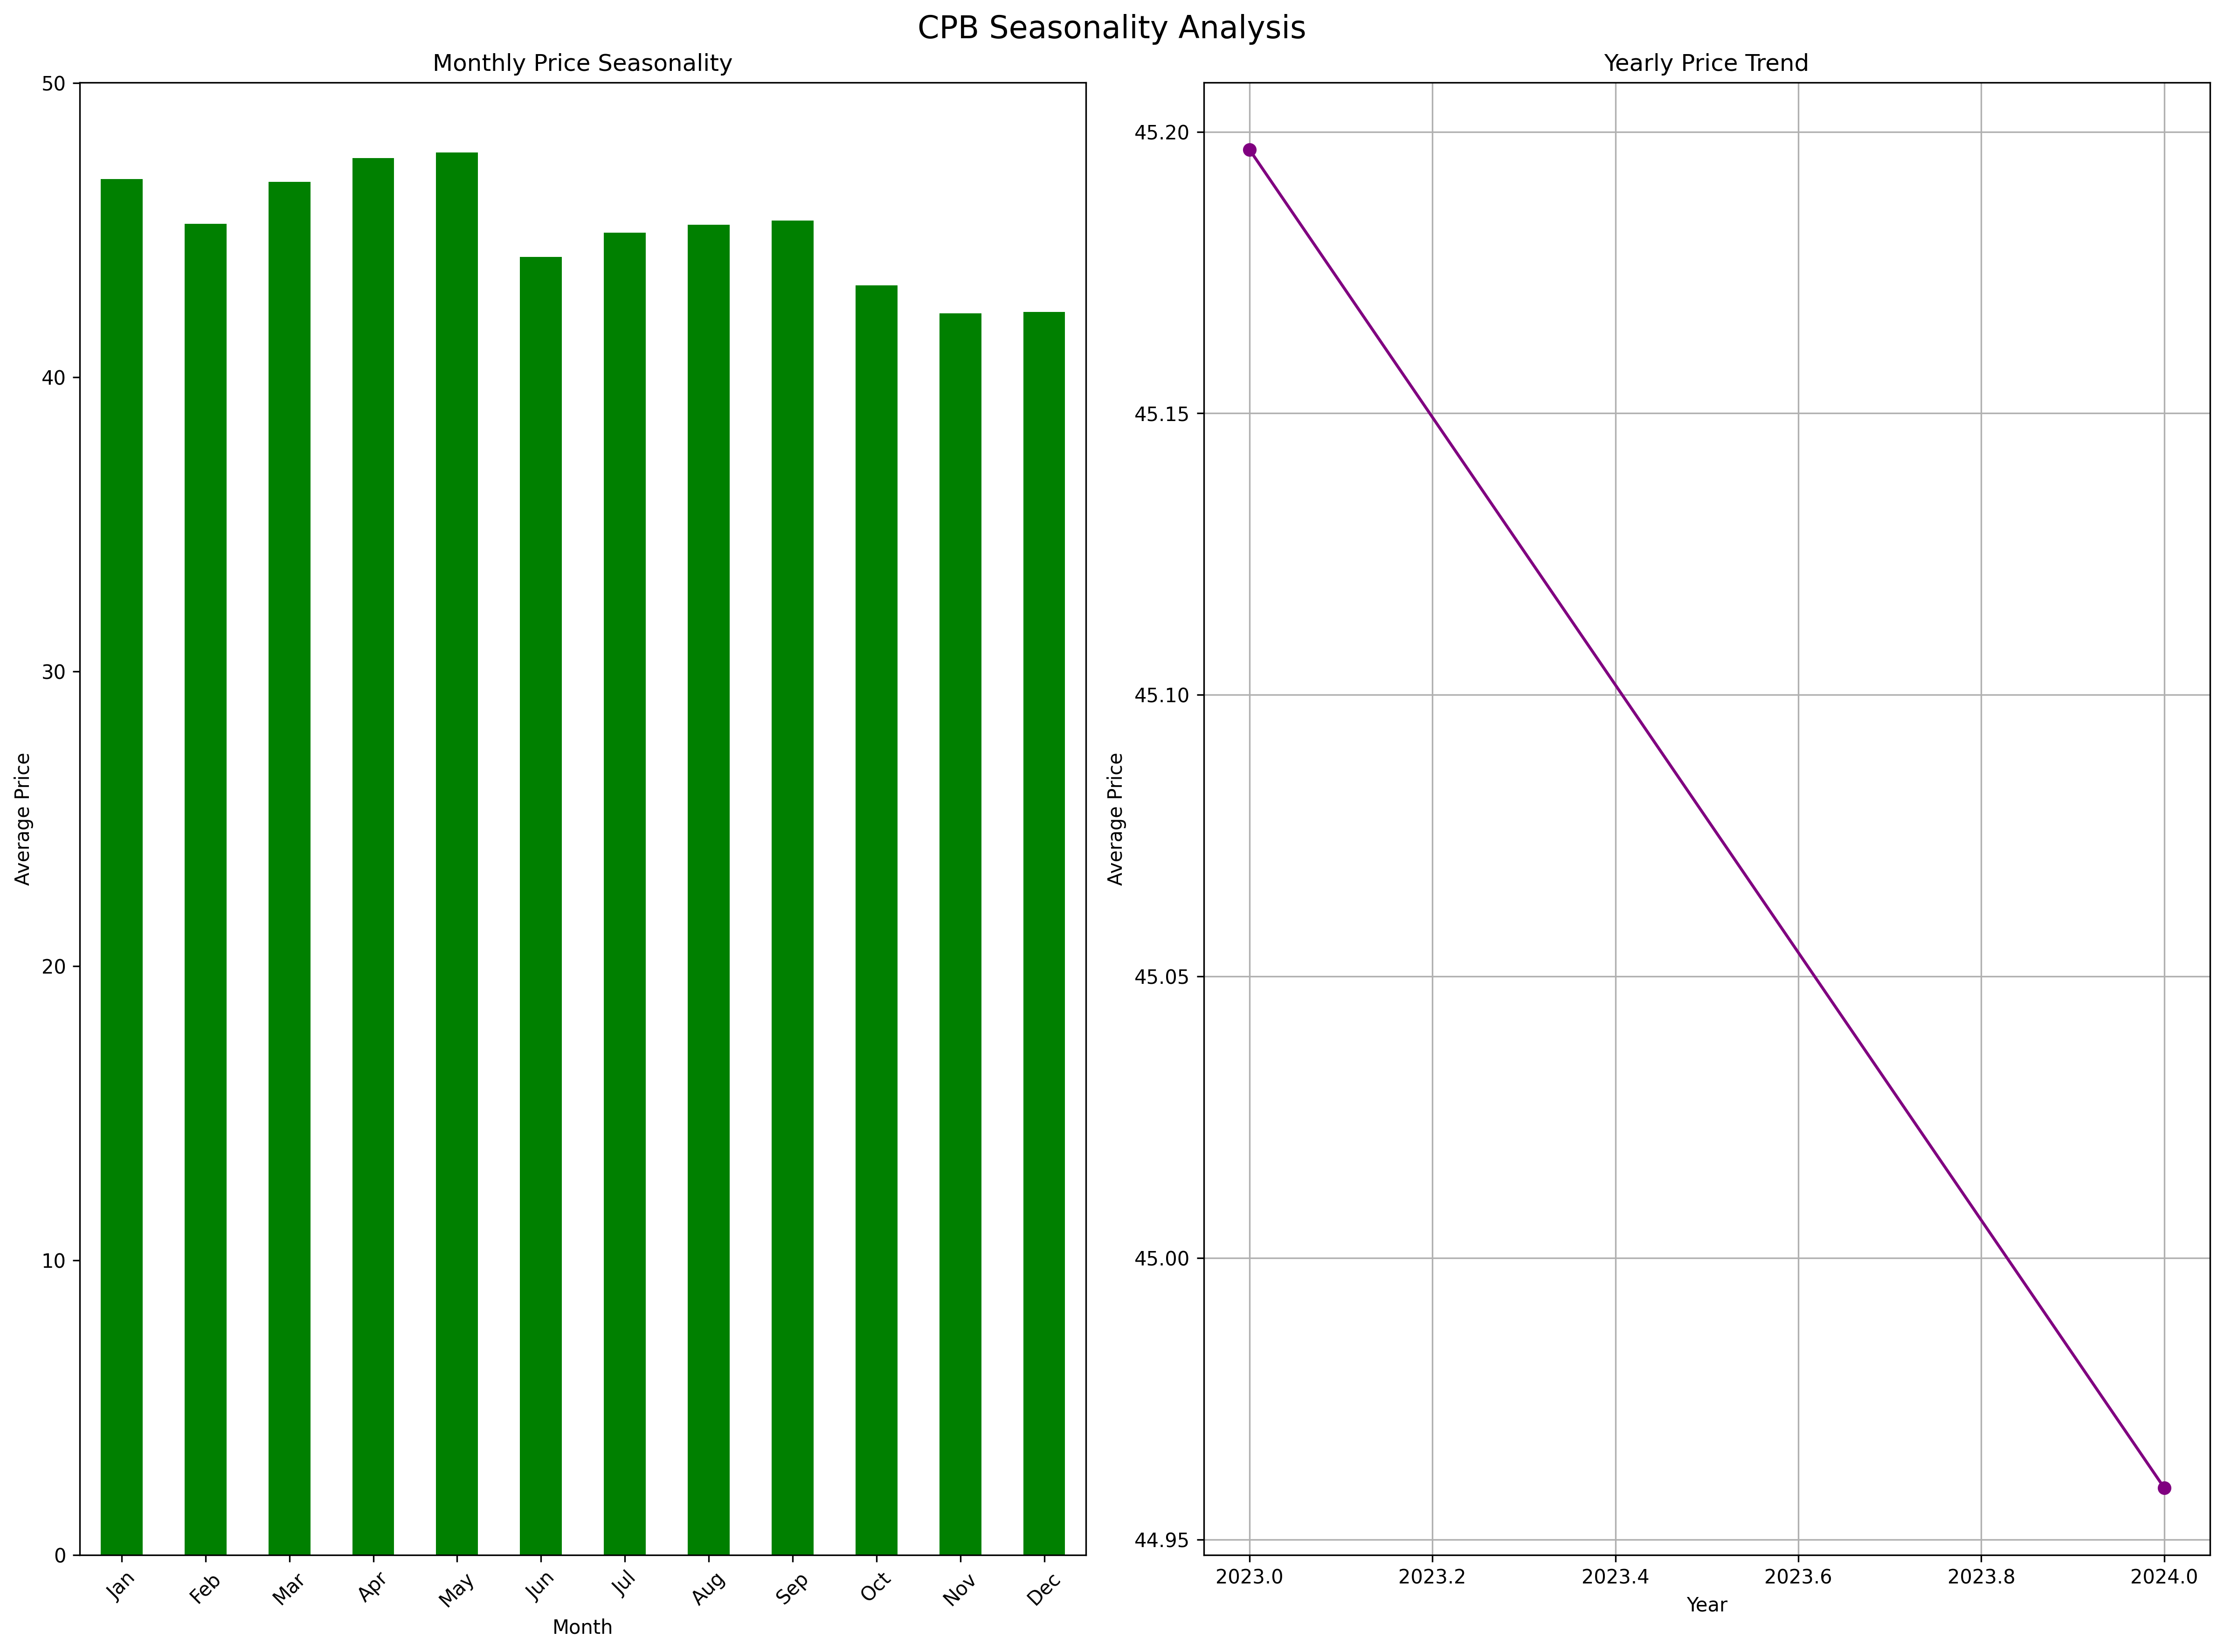 CPB Seasonality Analysis
Monthly Price Seasonality
50
40
30
20
10
0
Average Price
Jan
Feb
Mar
Apr
May
Jun
Jul
Aug
Sep
Oct
Nov
Dec
Month
Yearly Price Trend
45.20
45.15
45.10
45.05
45.00
44.95
Average Price
2023.0
2023.2
2023.4
2023.6
2023.8
2024.0
Year